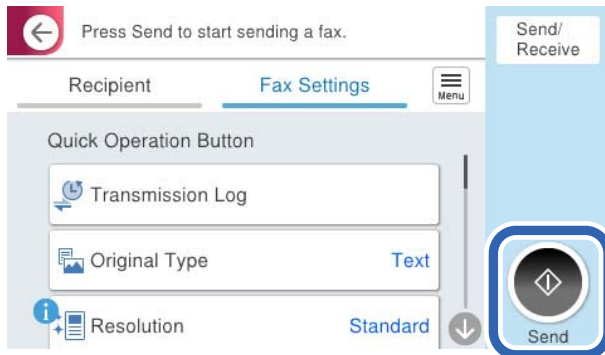 Press Send to start sending a fax.
Send/
Receive
Recipient
Fax Settings
Menu
Quick Operation Button
Transmission Log
Original Type
Text
i
Resolution
Standard
Send